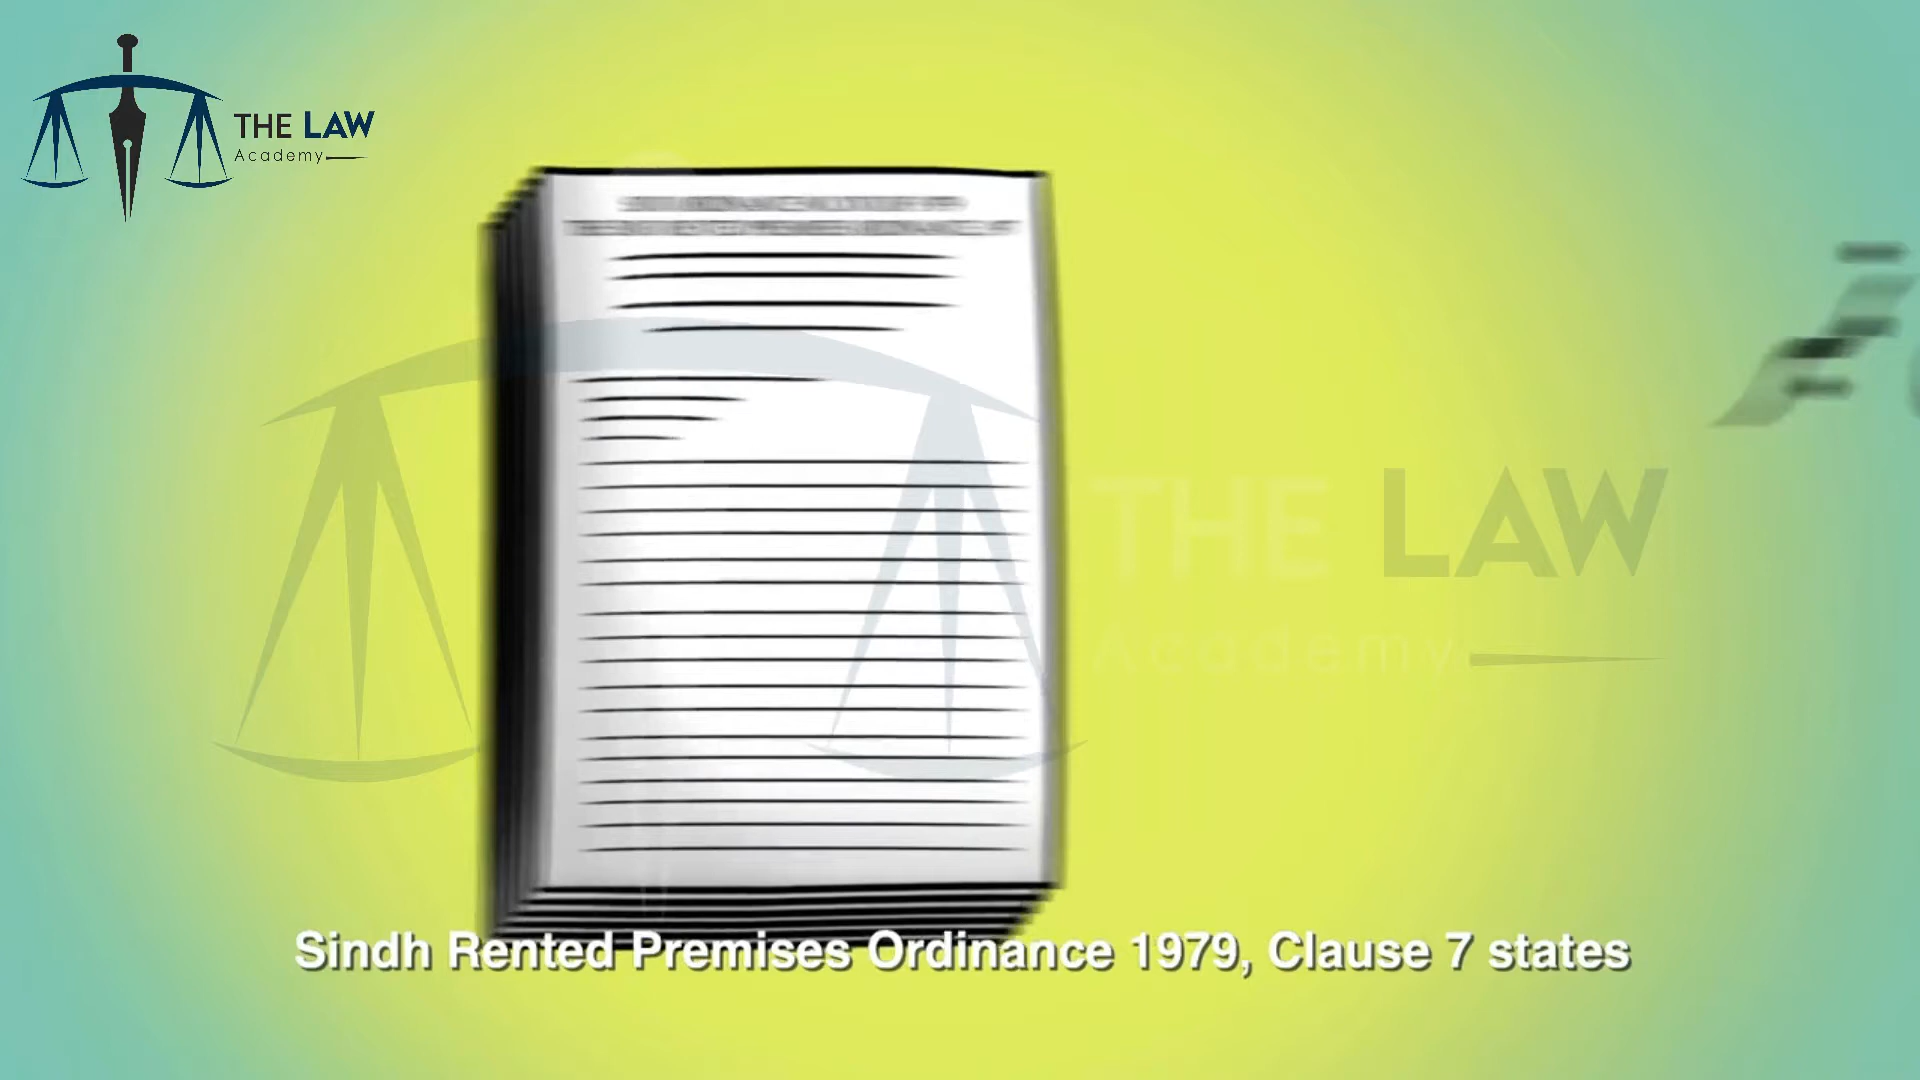 THE LAW
Academy
THE LAW
Academy
Sindh Rented Premises Ordinance 1979, Clause 7 states